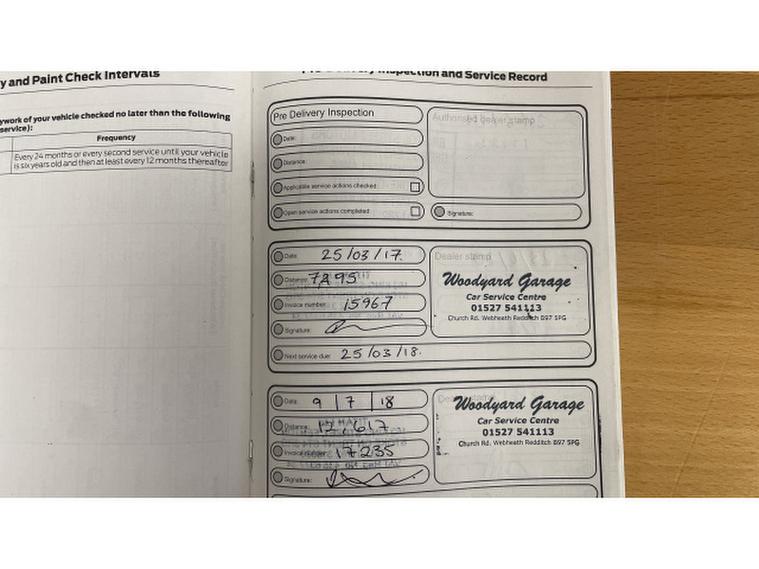 y and Paint Check Intervals
ywork of your vehicle checked no later than the following
service):
Frequency
Every 24 months or every second service until your vehicle
is six years old and then at least every 12 months thereafter
Inspection and Service Record
Pre Delivery Inspection
Date:
Distance:
Applicable service actions checked
Open service actions completed
Authorised dealer stamp
Signature:
Date: 25/03/17.
Distance: 7295
Invoice number: 15967
Signature:
Next service due: 25/03/18.
Dealer stamp
Woodyard Garage
Car Service Centre
01527 541113
Church Rd. Webheath Redditch B97 5PG
Date: 9/7/18
Distance: 12,617
Invoice number: 17235
Signature:
Woodyard Garage
Car Service Centre
01527 541113
Church Rd. Webheath Redditch B97 5PG